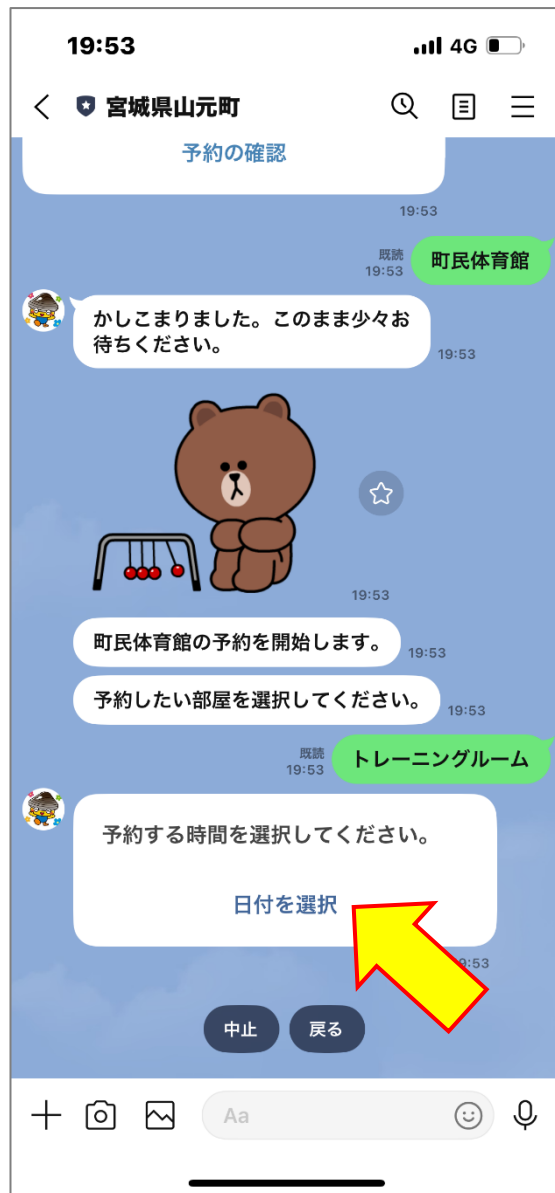 19:53
4G
宮城県山元町
予約の確認
19:53
既読
19:53
町民体育館
かしこまりました。このまま少々お
待ちください。
19:53
19:53
町民体育館の予約を開始します。
19:53
予約したい部屋を選択してください。
19:53
既読
19:53
トレーニングルーム
予約する時間を選択してください。
日付を選択
9:53
中止
戻る
Aa